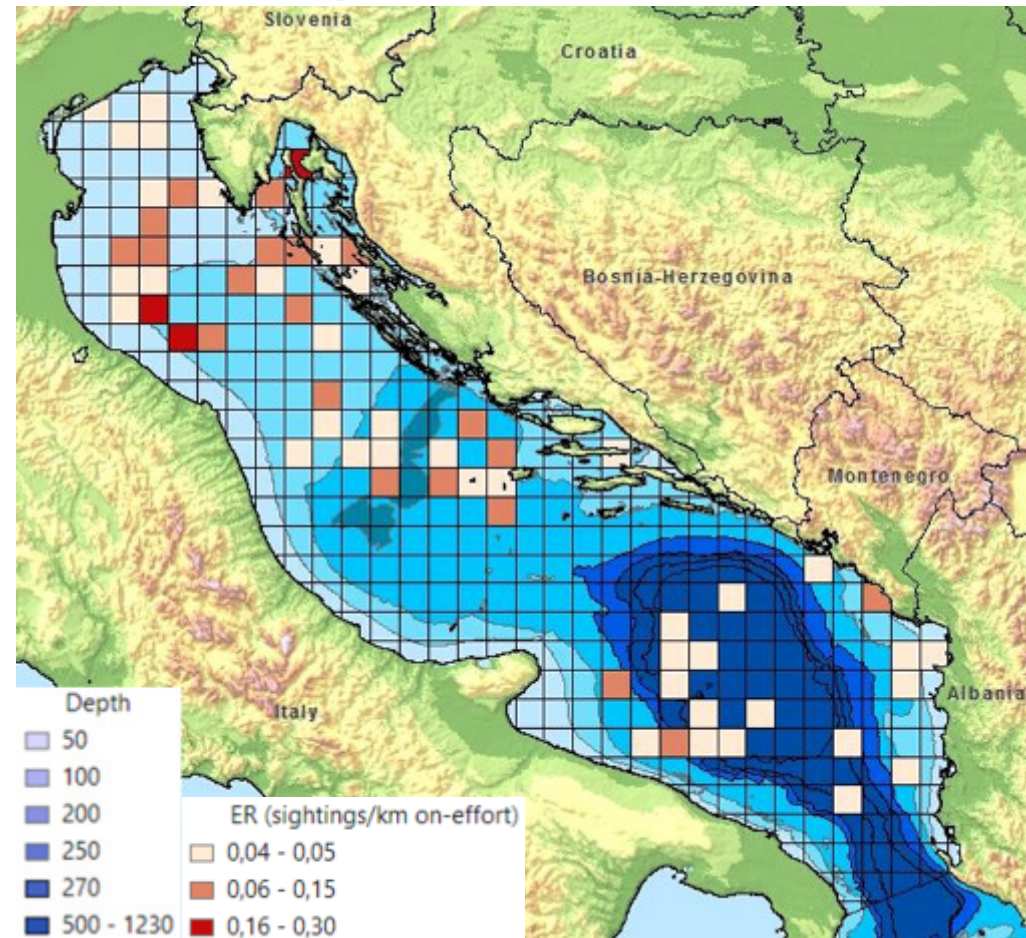 Slovenia
Croatia
Bosnia-Herzegovina
Montenegro
Albania
Italy
Depth
50
100
200
250
270
500 - 1230
ER (sightings/km on-effort)
0,04 - 0,05
0,06 - 0,15
0,16 - 0,30